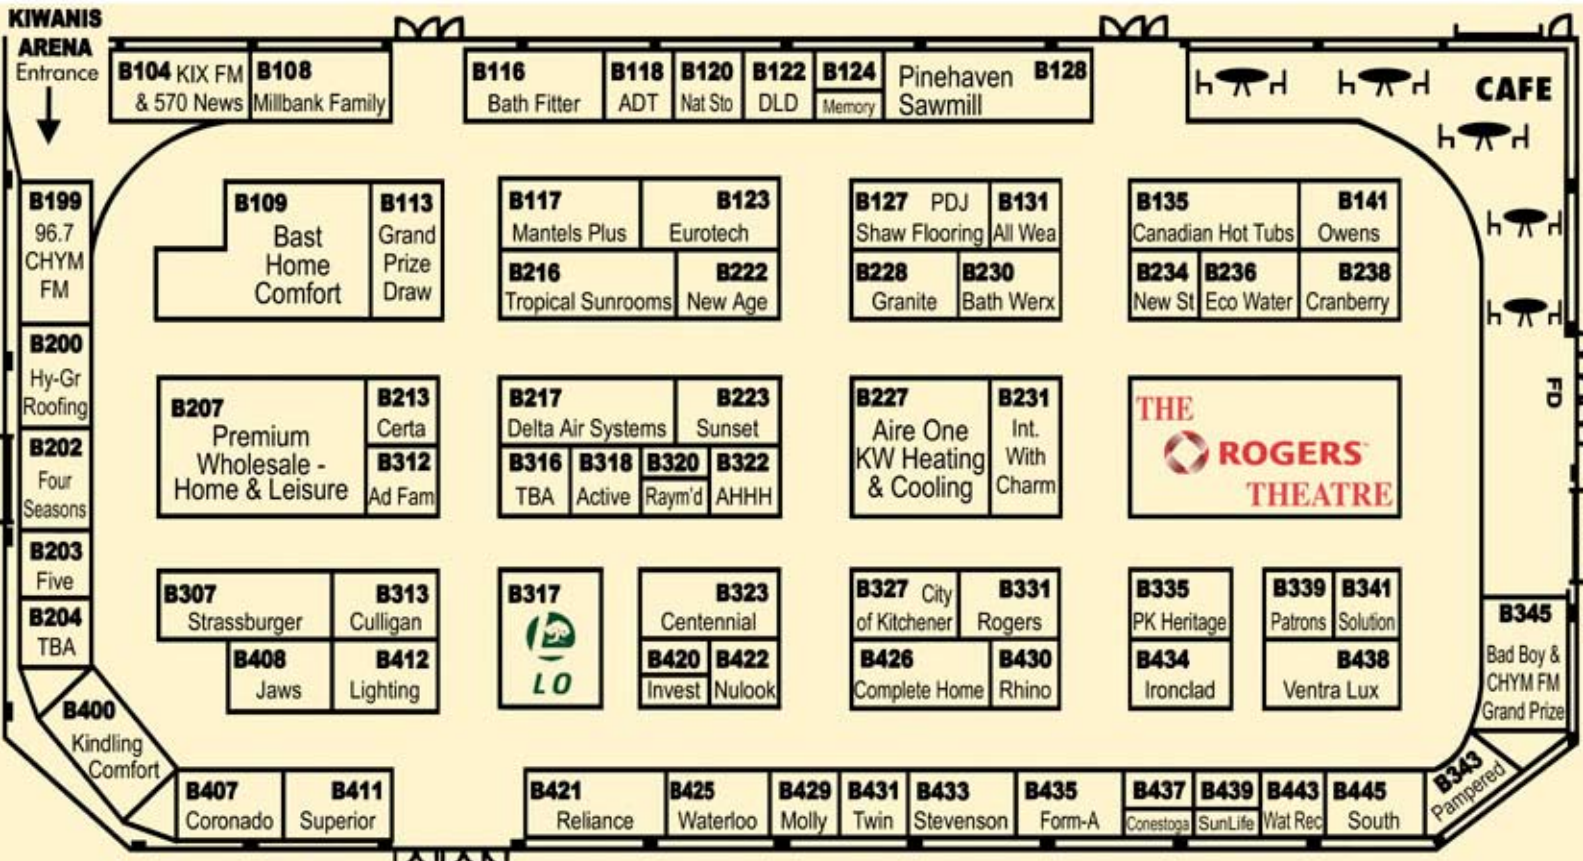 KIWANIS
ARENA
Entrance
B104 KIX FM
& 570 News
B108
Millbank Family
B116
Bath Fitter
B118
ADT
B120
Nat Sto
B122
DLD
B124
Memory
Pinehaven B128
Sawmill
CAFE
B199
96.7
CHYM
FM
B109
Bast
Home
Comfort
B113
Grand
Prize
Draw
B117
Mantels Plus
B123
Eurotech
B216
Tropical Sunrooms
B222
New Age
B127 PDJ
Shaw Flooring
B131
All Wea
B228
Granite
B230
Bath Werx
B135
Canadian Hot Tubs
B141
Owens
B234
New St
B236
Eco Water
B238
Cranberry
B200
Hy-Gr
Roofing
B202
Four
Seasons
B203
Five
B204
TBA
B207
Premium
Wholesale -
Home & Leisure
B213
Certa
B312
Ad Fam
B217
Delta Air Systems
B223
Sunset
B316
TBA
B318
Active
B320
Raym'd
B322
AHHH
B227
Aire One
KW Heating
& Cooling
B231
Int.
With
Charm
THE
ROGERS™
THEATRE
FD
B307
Strassburger
B313
Culligan
B408
Jaws
B412
Lighting
B317
LO
B323
Centennial
B420
Invest
B422
Nulook
B327 City
of Kitchener
B331
Rogers
B426
Complete Home
B430
Rhino
B335
PK Heritage
B434
Ironclad
B339
Patrons
B341
Solution
B438
Ventra Lux
B345
Bad Boy &
CHYM FM
Grand Prize
B400
Kindling
Comfort
B407
Coronado
B411
Superior
B421
Reliance
B425
Waterloo
B429
Molly
B431
Twin
B433
Stevenson
B435
Form-A
B437
Conestoga
B439
SunLife
B443
Wat Rec
B445
South
B343
Pampered